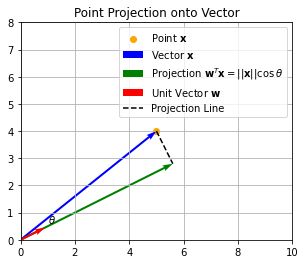 Point Projection onto Vector
Point x
Vector x
Projection wᵀx = ||x||cos θ
Unit Vector w
Projection Line
θ
8
7
6
5
4
3
2
1
0
0 2 4 6 8 10